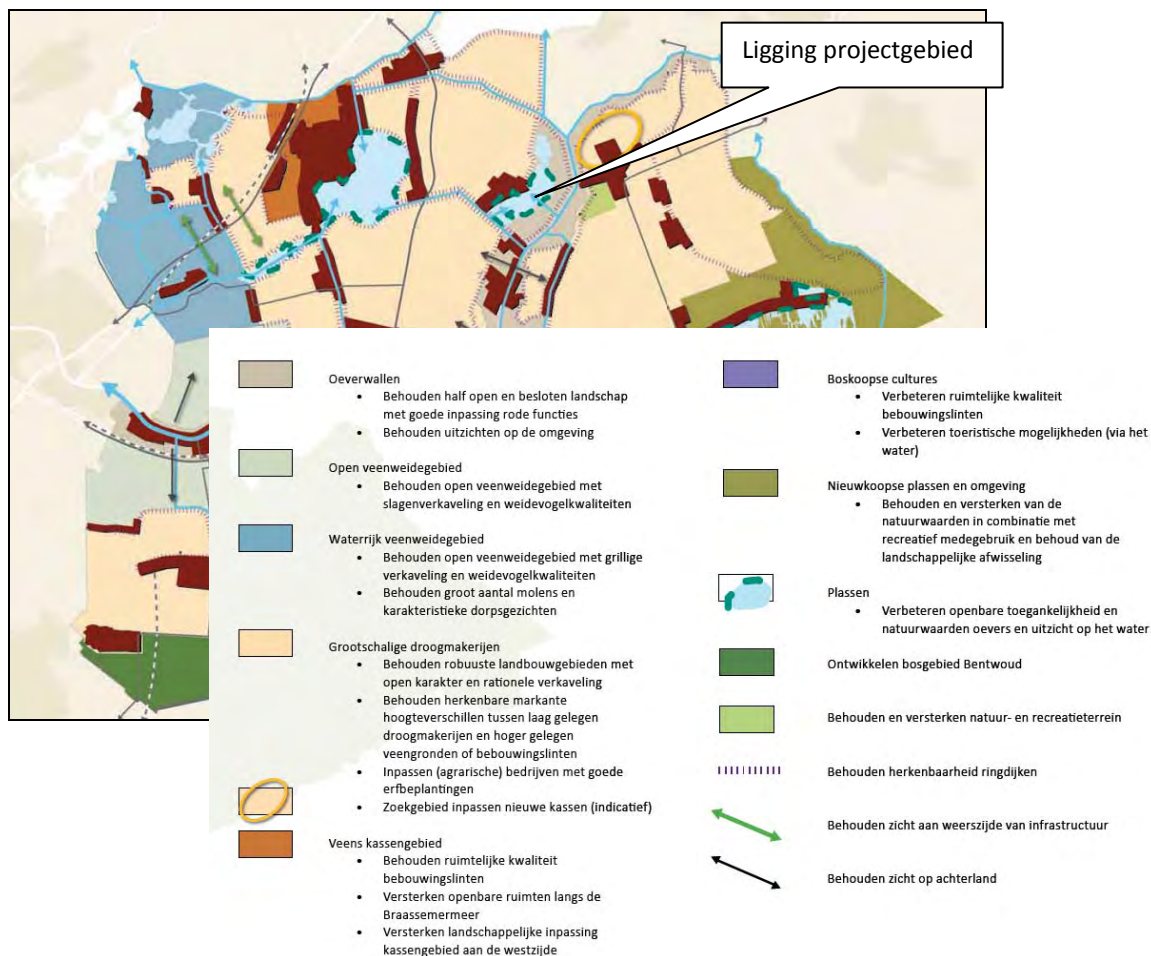 Ligging projectgebied
Oeverwallen
• Behouden half open en besloten landschap
met goede inpassing rode functies
• Behouden uitzichten op de omgeving
Open veenweidegebied
• Behouden open veenweidegebied met
slagenverkaveling en weidevogelkwaliteiten
Waterrijk veenweidegebied
• Behouden open veenweidegebied met grillige
verkaveling en weidevogelkwaliteiten
• Behouden groot aantal molens en
karakteristieke dorpsgezichten
Grootschalige droogmakerijen
• Behouden robuuste landbouwgebieden met
open karakter en rationele verkaveling
• Behouden herkenbare markante
hoogteverschillen tussen laag gelegen
droogmakerijen en hoger gelegen
veengronden of bebouwingslinten
• Inpassen (agrarische) bedrijven met goede
erfbeplantingen
• Zoekgebied inpassen nieuwe kassen (indicatief)
Veens kassengebied
• Behouden ruimtelijke kwaliteit
bebouwingslinten
• Versterken openbare ruimten langs de
Braassemermeer
• Versterken landschappelijke inpassing
kassengebied aan de westzijde
Boskoopse cultures
• Verbeteren ruimtelijke kwaliteit
bebouwingslinten
• Verbeteren toeristische mogelijkheden (via het
water)
Nieuwkoopse plassen en omgeving
• Behouden en versterken van de
natuurwaarden in combinatie met
recreatief medegebruik en behoud van de
landschappelijke afwisseling
Plassen
• Verbeteren openbare toegankelijkheid en
natuurwaarden oevers en uitzicht op het water
Ontwikkelen bosgebied Bentwoud
Behouden en versterken natuur- en recreatieterrein
Behouden herkenbaarheid ringdijken
Behouden zicht aan weerszijde van infrastructuur
Behouden zicht op achterland